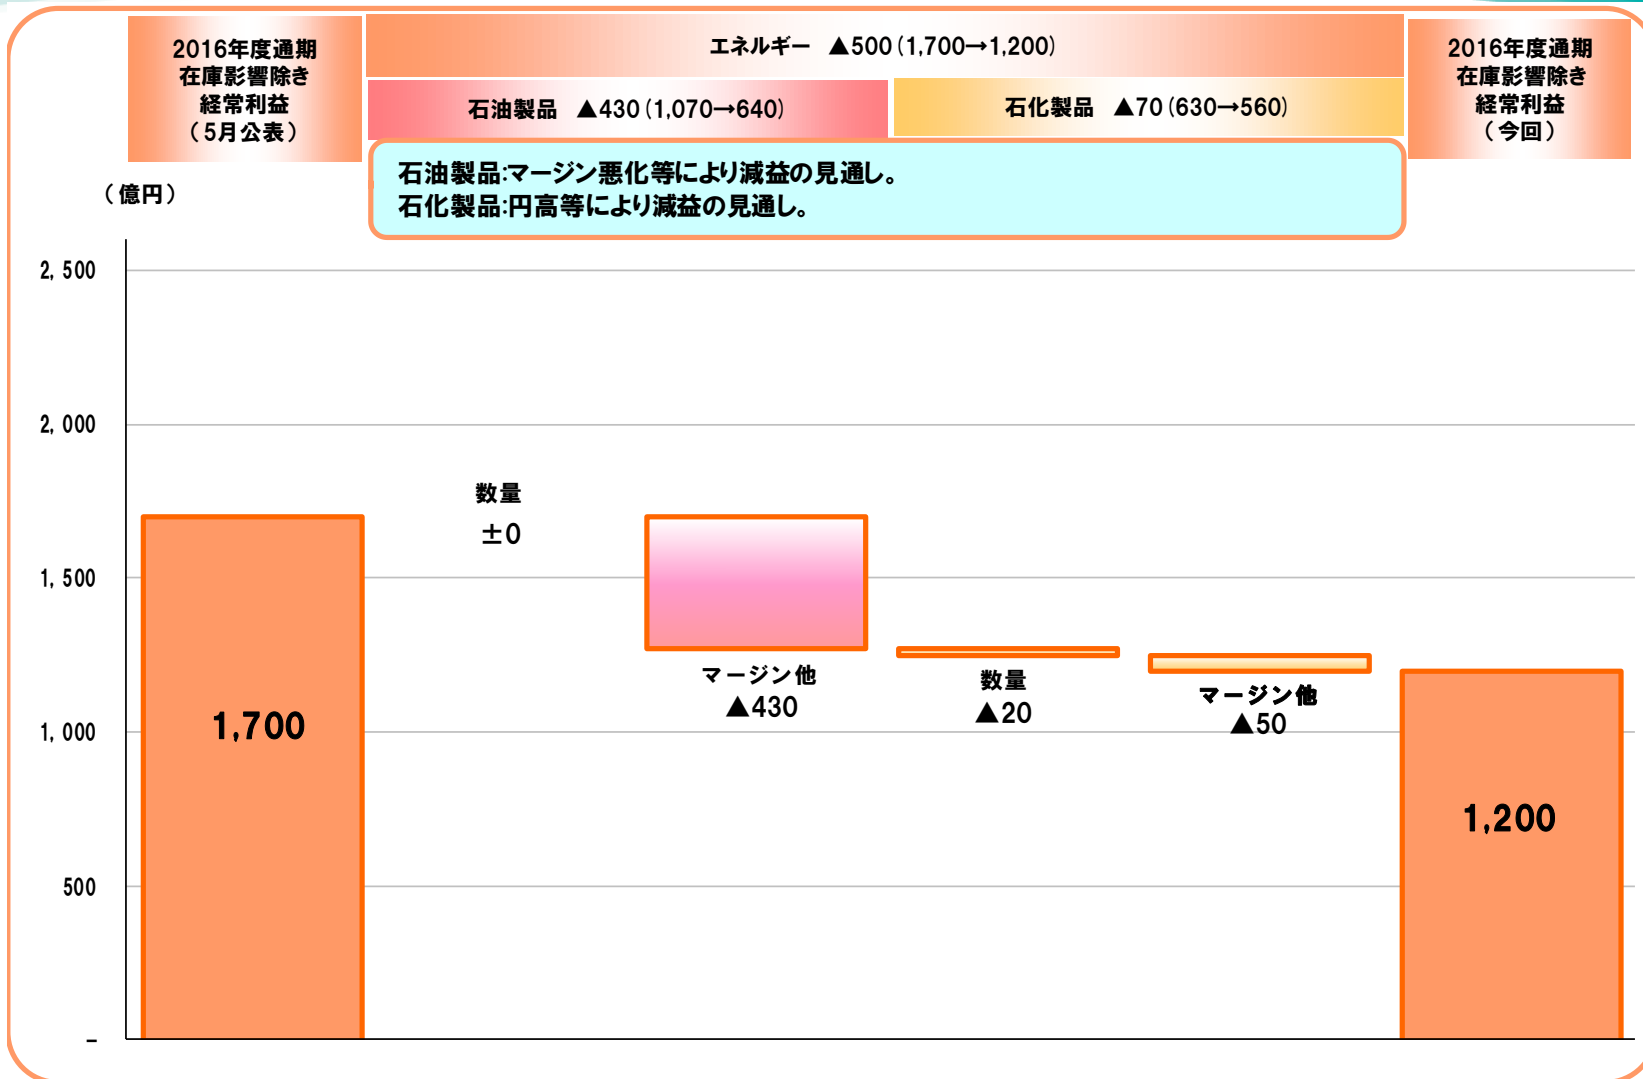 2016年度通期
在庫影響除き
経常利益
（5月公表）
エネルギー ▲500(1,700→1,200)
石油製品 ▲430(1,070→640)
石化製品 ▲70(630→560)
2016年度通期
在庫影響除き
経常利益
（今回）
石油製品:マージン悪化等により減益の見通し。
石化製品:円高等により減益の見通し。
（億円）
2,500
2,000
1,500
1,000
500
-
1,700
数量
±0
マージン他
▲430
数量
▲20
マージン他
▲50
1,200